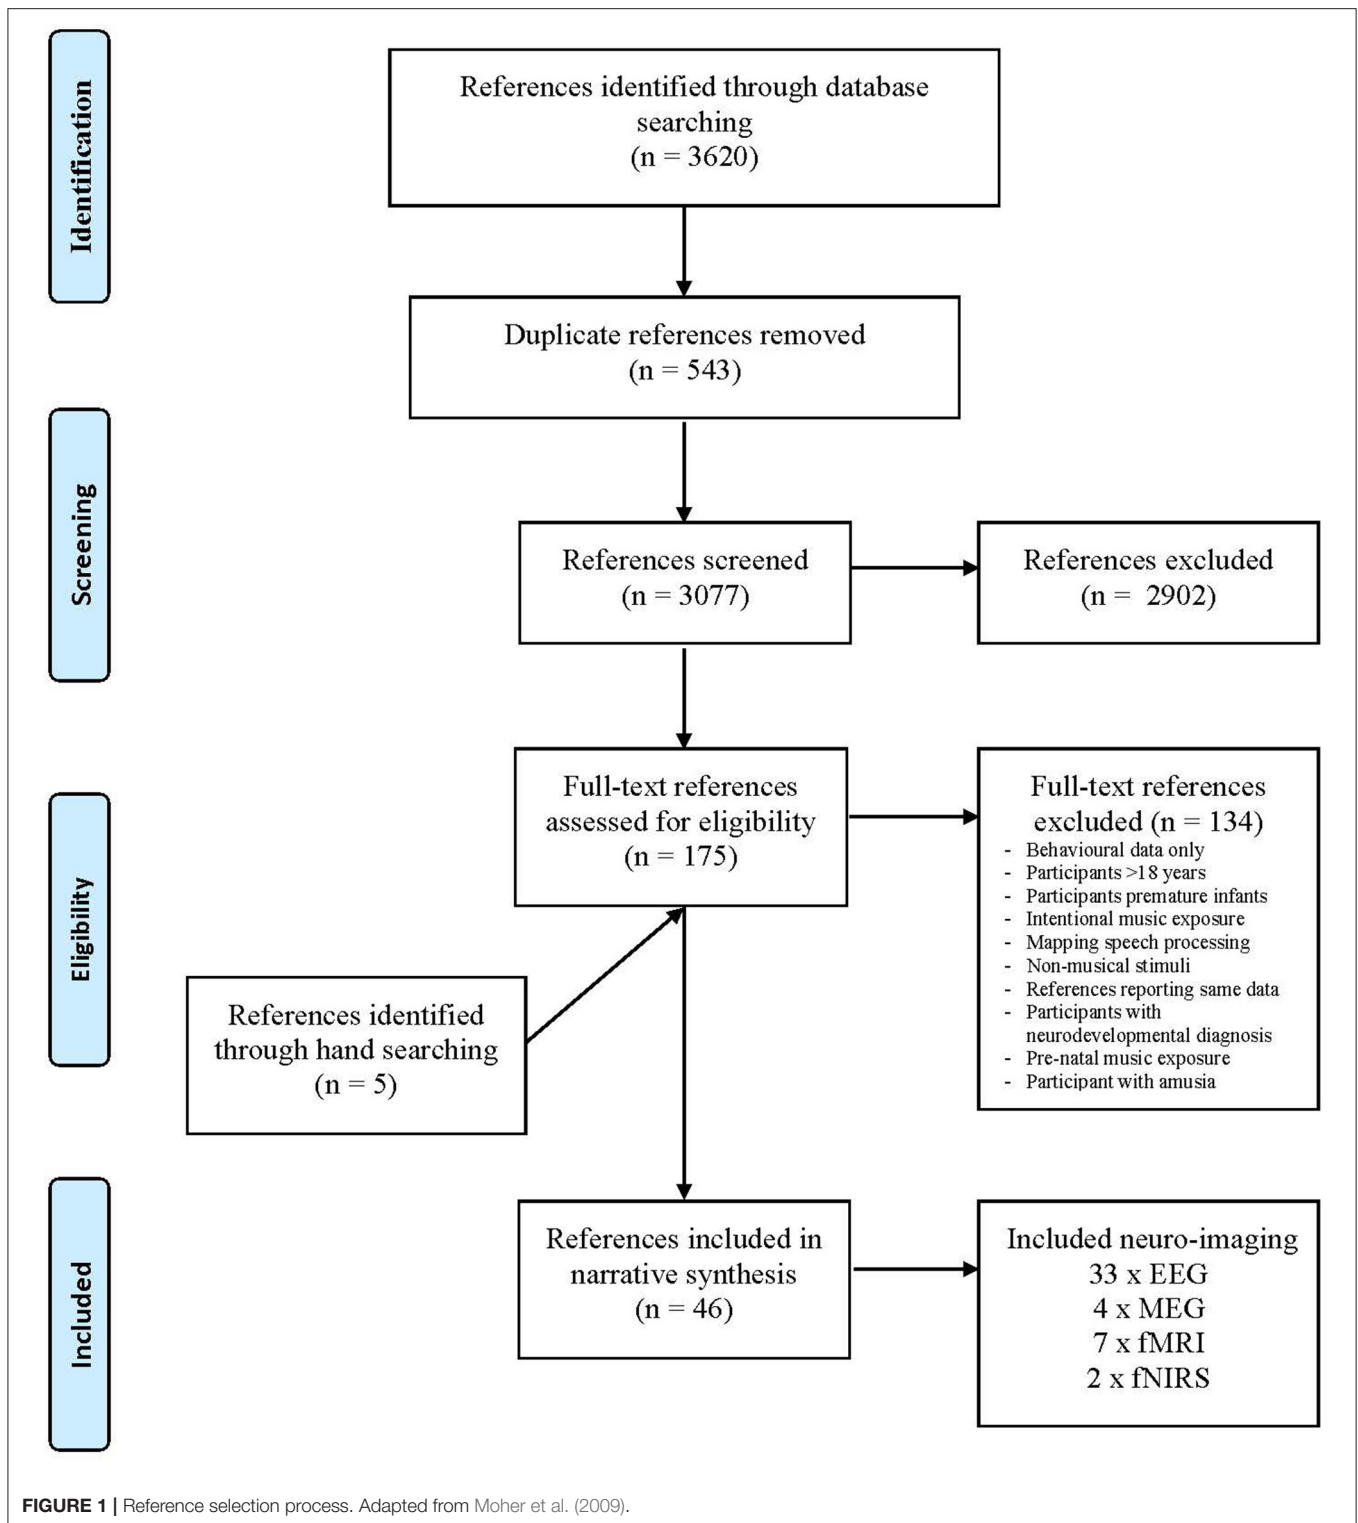 Identification
References identified through database
searching
(n = 3620)
Duplicate references removed
(n = 543)
Screening
References screened
(n = 3077)
References excluded
(n =  2902)
Eligibility
Full-text references
assessed for eligibility
(n = 175)
Full-text references
excluded (n = 134)
- Behavioural data only
- Participants >18 years
- Participants premature infants
- Intentional music exposure
- Mapping speech processing
- Non-musical stimuli
- References reporting same data
- Participants with
neurodevelopmental diagnosis
- Pre-natal music exposure
- Participant with amusia
References identified
through hand searching
(n = 5)
Included
References included in
narrative synthesis
(n = 46)
Included neuro-imaging
33 x EEG
4 x MEG
7 x fMRI
2 x fNIRS
FIGURE 1 | Reference selection process. Adapted from Moher et al. (2009).